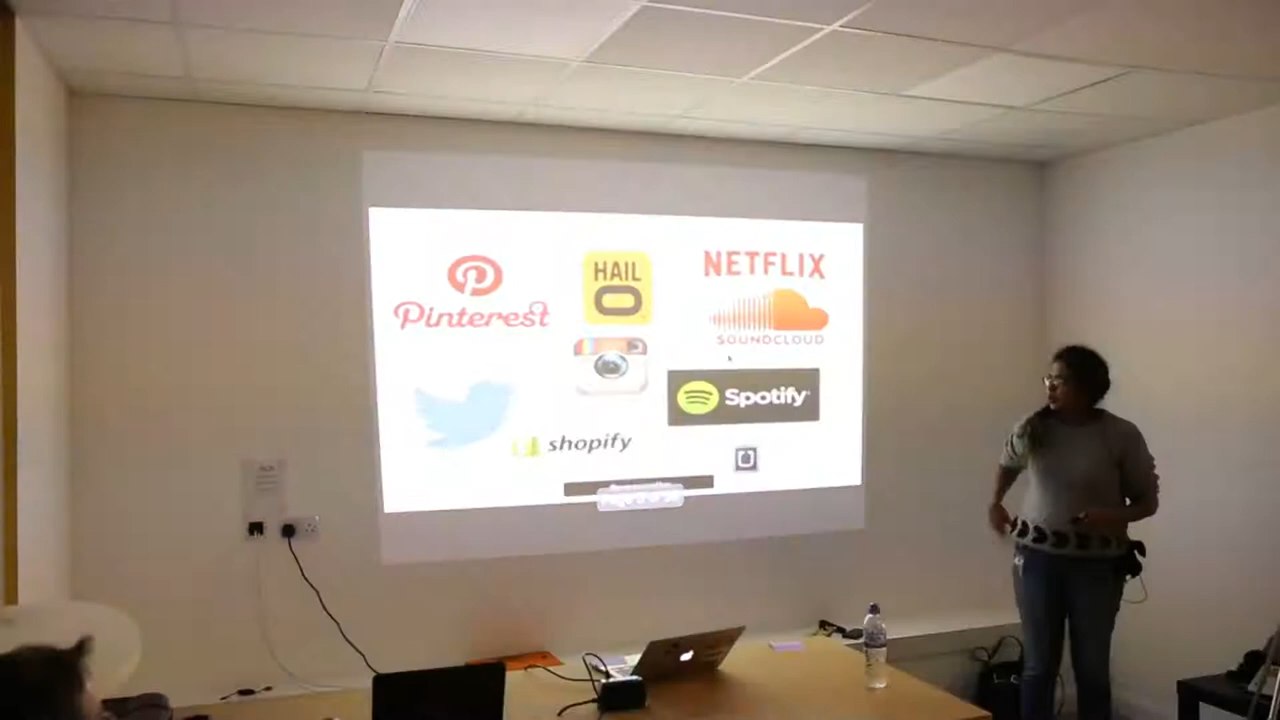 Pinterest
HAIL
O
NETFLIX
SOUNDCLOUD
Spotify
shopify